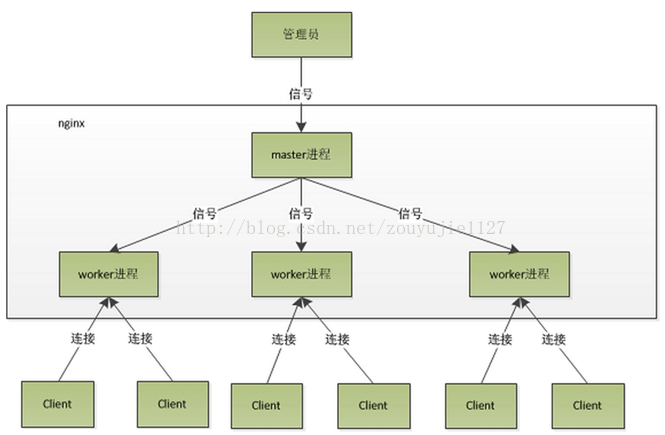 管理员
信号
nginx
master进程
信号
信号
信号
http://blog.csdn.net/zouyujie1127
worker进程
worker进程
worker进程
连接
连接
连接
连接
连接
连接
Client
Client
Client
Client
Client
Client